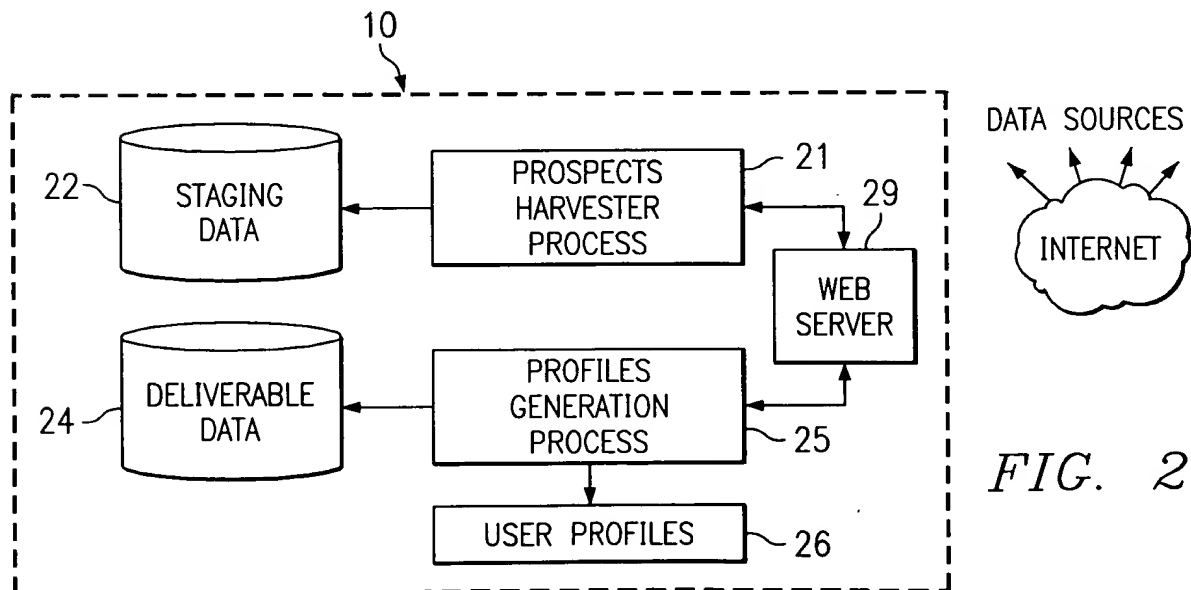 10
DATA SOURCES
22
STAGING
DATA
PROSPECTS
HARVESTER
PROCESS
21
29
INTERNET
WEB
SERVER
24
DELIVERABLE
DATA
PROFILES
GENERATION
PROCESS
25
FIG. 2
USER PROFILES
26